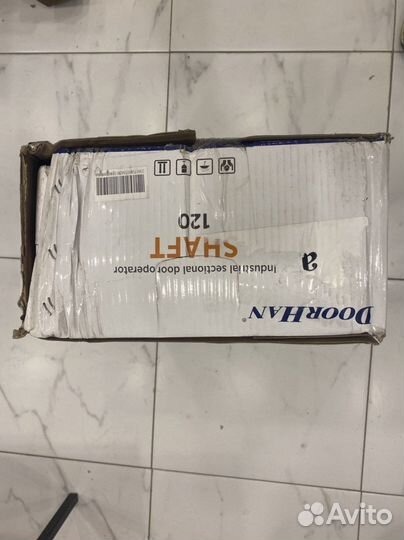 DOORHAN®
a
Industrial sectional door operator
SHAFT
120
Avito